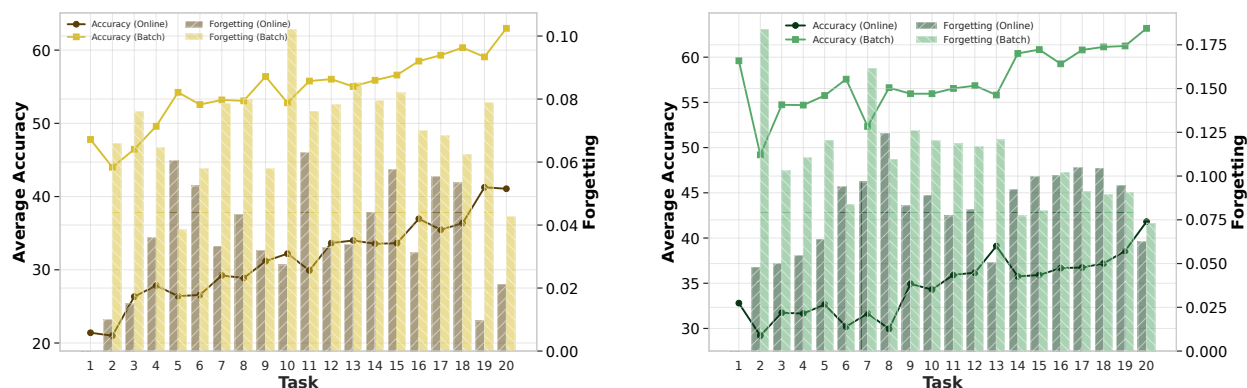 Accuracy (Online)
Accuracy (Batch)
Forgetting (Online)
Forgetting (Batch)
Average Accuracy
60
50
40
30
20
0.10
0.08
0.06
0.04
0.02
0.00
Forgetting
1 2 3 4 5 6 7 8 9 10 11 12 13 14 15 16 17 18 19 20
Task
Accuracy (Online)
Accuracy (Batch)
Forgetting (Online)
Forgetting (Batch)
Average Accuracy
60
55
50
45
40
35
30
0.175
0.150
0.125
0.100
0.075
0.050
0.025
0.000
Forgetting
1 2 3 4 5 6 7 8 9 10 11 12 13 14 15 16 17 18 19 20
Task